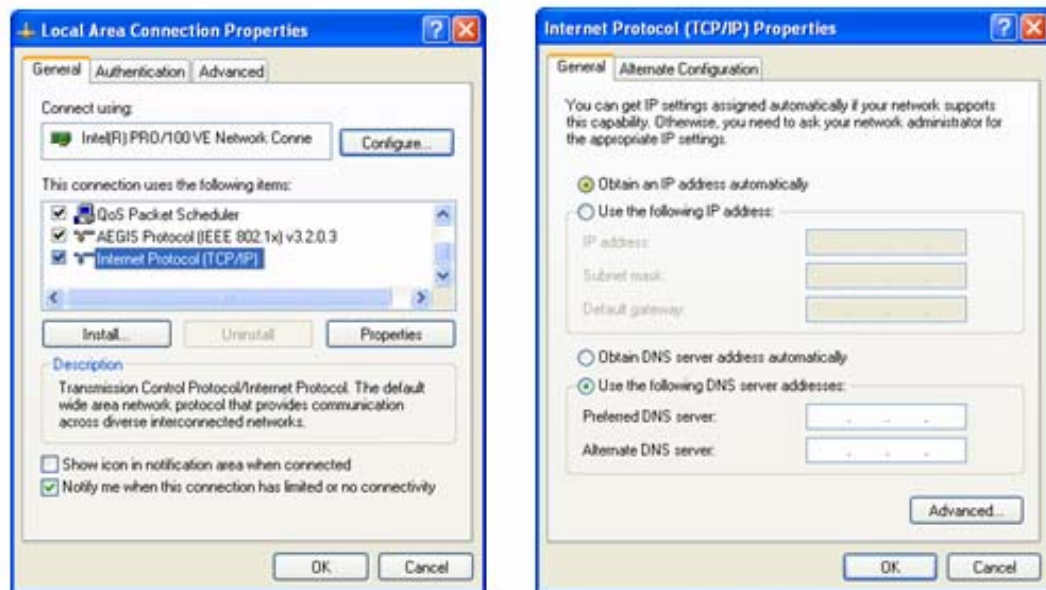 Local Area Connection Properties
General Authentication Advanced
Connect using:
Intel(R) PRO/100 VE Network Conne
Configure...
This connection uses the following items:
QoS Packet Scheduler
AEGIS Protocol (IEEE 802.1x) v3.2.0.3
Internet Protocol (TCP/IP)
Install... Uninstall Properties
Description
Transmission Control Protocol/Internet Protocol. The default
wide area network protocol that provides communication
across diverse interconnected networks.
Show icon in notification area when connected
Notify me when this connection has limited or no connectivity
OK Cancel
Internet Protocol (TCP/IP) Properties
General Alternate Configuration
You can get IP settings assigned automatically if your network supports
this capability. Otherwise, you need to ask your network administrator for
the appropriate IP settings.
Obtain an IP address automatically
Use the following IP address:
IP address:
Subnet mask:
Default gateway:
Obtain DNS server address automatically
Use the following DNS server addresses:
Preferred DNS server:
Alternate DNS server:
Advanced...
OK Cancel